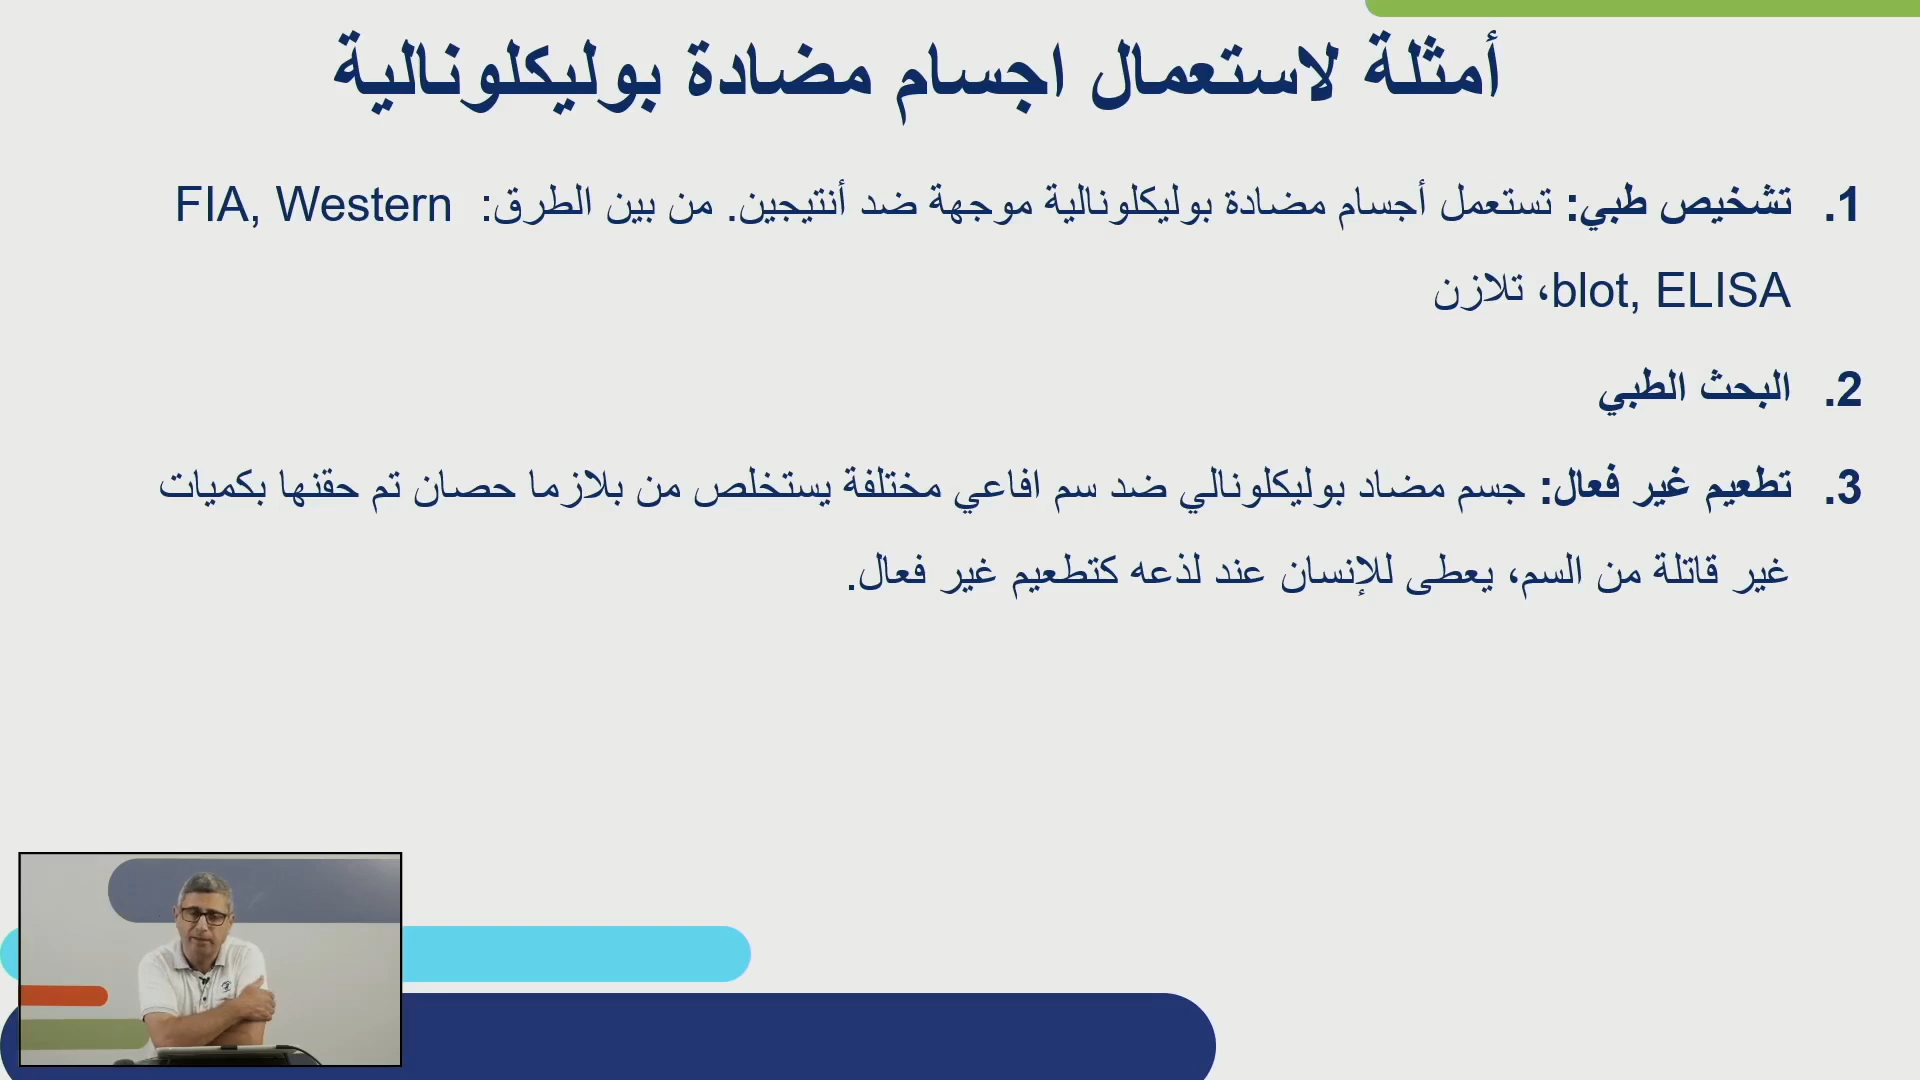 أمثلة لاستعمال اجسام مضادة بوليكلونالية
1. تشخيص طبي: تستعمل أجسام مضادة بوليكلونالية موجهة ضد أنتيجين. من بين الطرق: FIA, Western
blot, ELISA، تلازن
2. البحث الطبي
3. تطعيم غير فعال: جسم مضاد بوليكلونالي ضد سم افاعي مختلفة يستخلص من بلازما حصان تم حقنها بكميات
غير قاتلة من السم، يعطى للإنسان عند لذعه كتطعيم غير فعال.